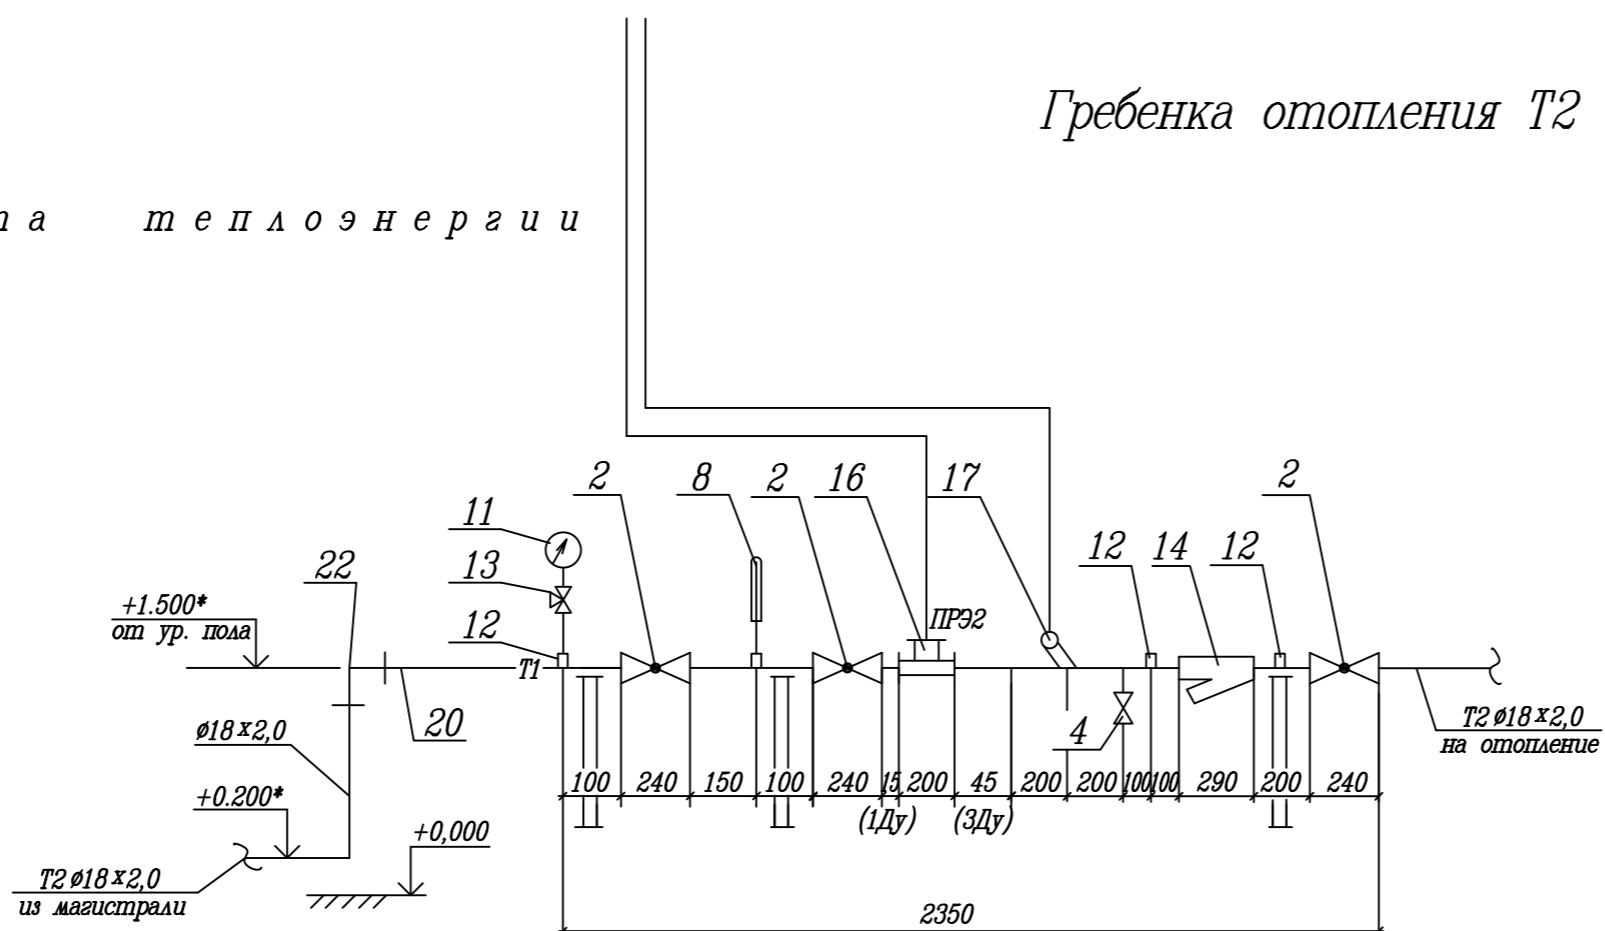 Гребенка отопления Т2
та теплоэнергии
2
8
2
16
17
2
11
22
13
12
14
12
+1.500*
от ур. пола
12
ПРЭ2
Т1
20
4
ø18х2,0
Т2 ø18х2,0
на отопление
100
240
150
100
240
15
200
45
200
200
100
100
290
200
240
+0.200*
(1Ду)
(3Ду)
+0,000
Т2 ø18х2,0
из магистрали
2350